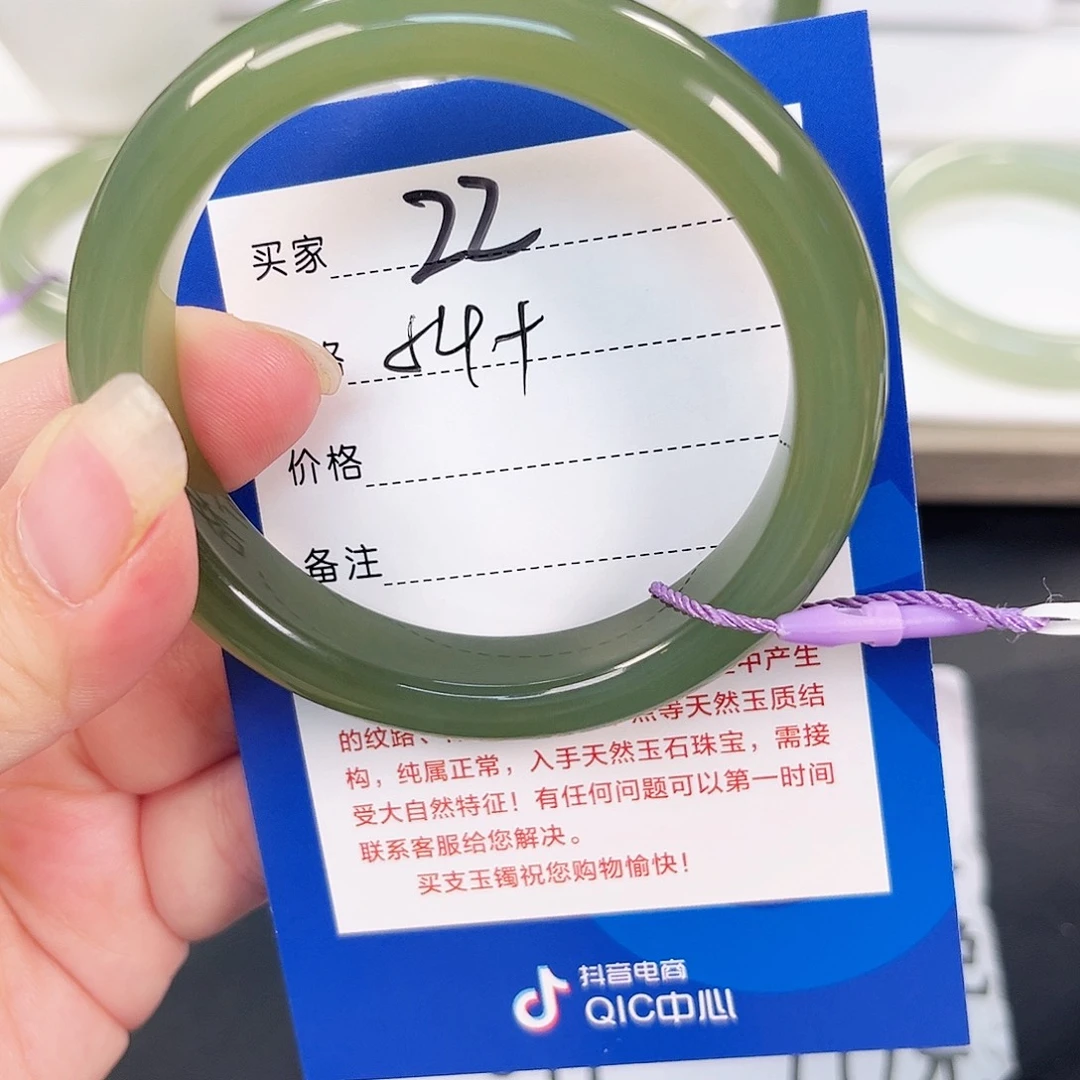 买家 22
格 54+
价格
备注
中产生
的纹路、
然等天然玉质结
构，纯属正常，入手天然玉石珠宝，需接
受大自然特征！有任何问题可以第一时间
联系客服给您解决。
买支玉镯祝您购物愉快！
抖音电商
QIC中心